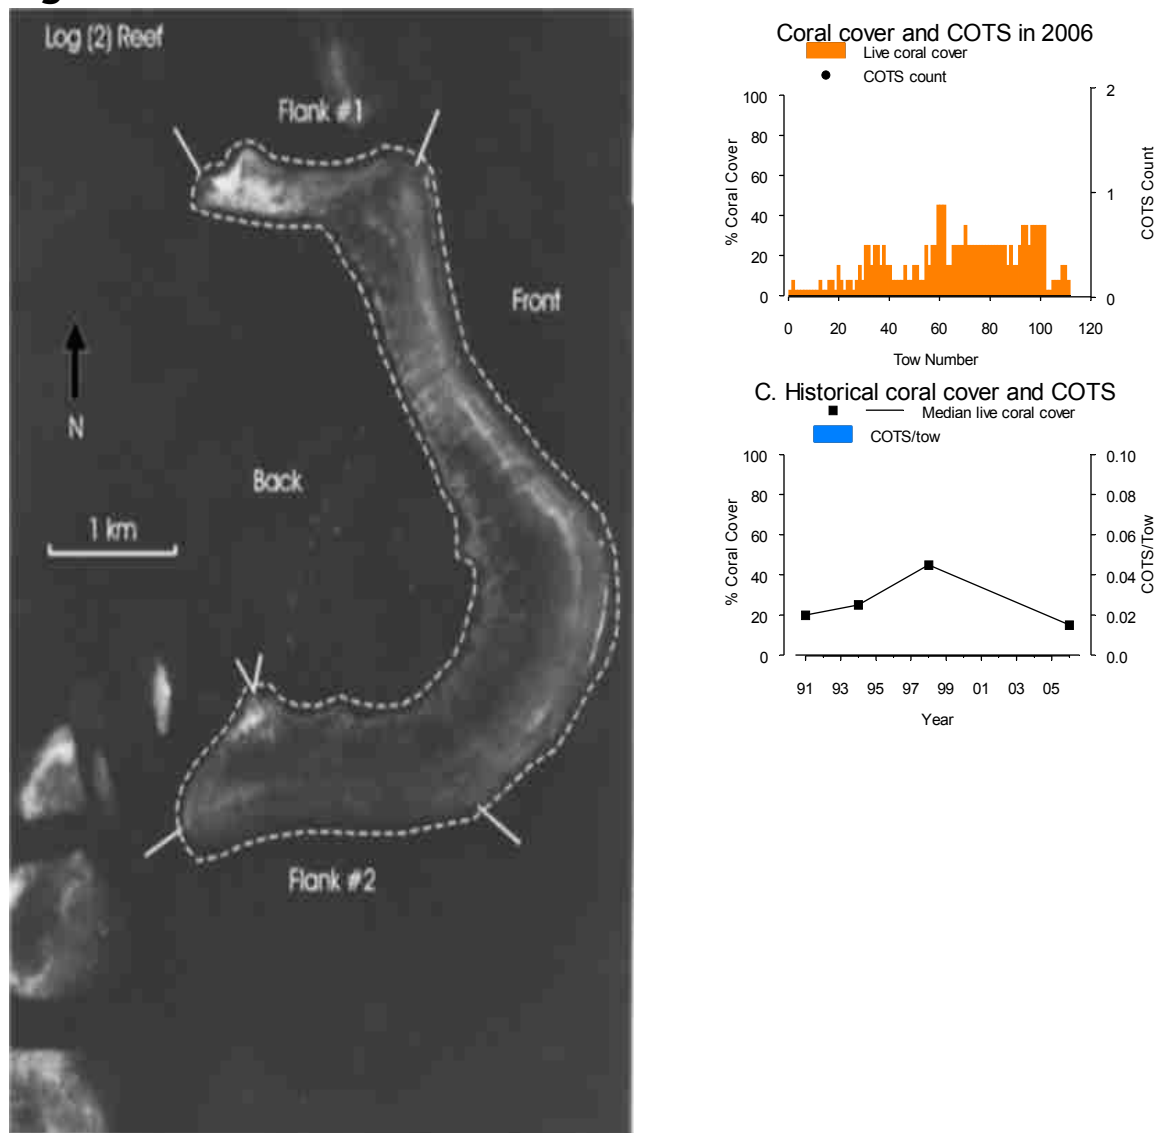 Log (2) Reef
Flank #1
Front
N
Back
1 km
Flank #2
Coral cover and COTS in 2006
Live coral cover
COTS count
% Coral Cover
100
80
60
40
20
0
2
1
0
COTS Count
0 20 40 60 80 100 120
Tow Number
C. Historical coral cover and COTS
Median live coral cover
COTS/tow
% Coral Cover
100
80
60
40
20
0
0.10
0.08
0.06
0.04
0.02
0.0
COTS/Tow
91 93 95 97 99 01 03 05
Year